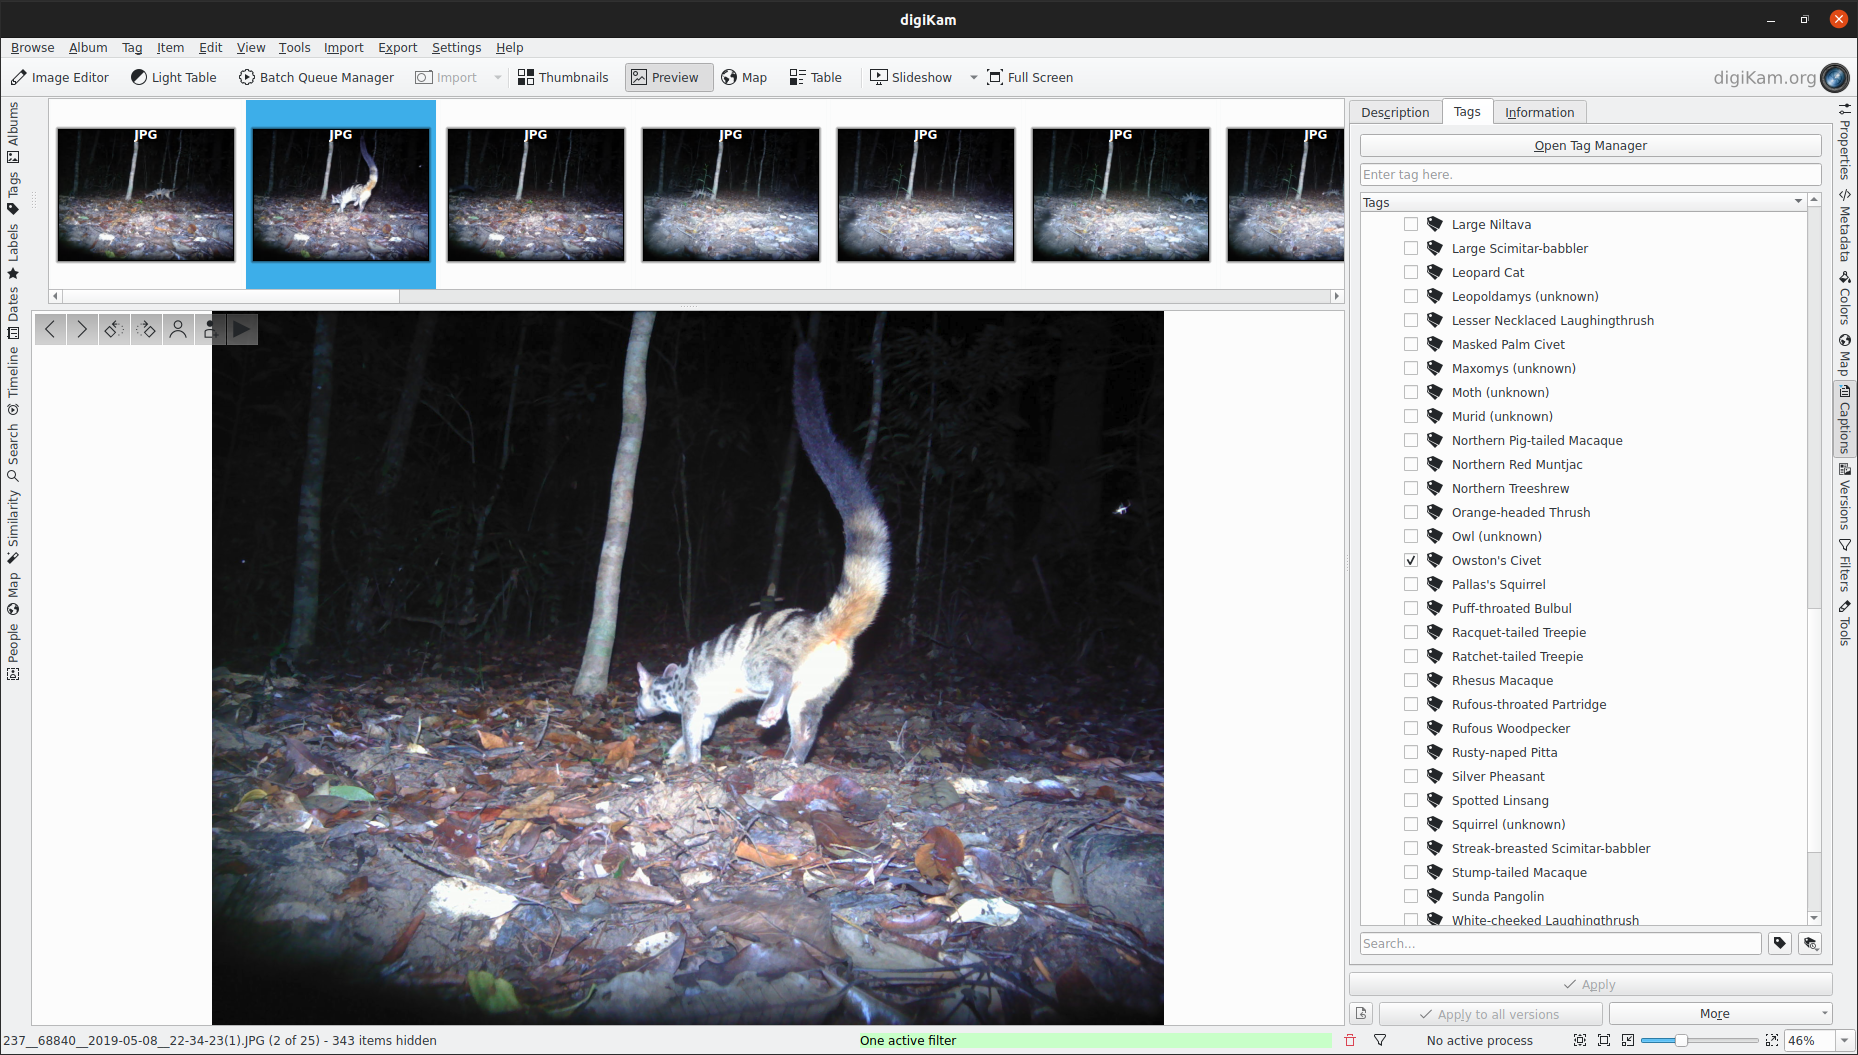 digiKam
Browse Album Tag Item Edit View Tools Import Export Settings Help
Image Editor Light Table Batch Queue Manager Import Thumbnails Preview Map Table Slideshow Full Screen digiKam.org
Albums
Tags
Labels
Dates
Timeline
Search
Similarity
Map
People
JPG JPG JPG JPG JPG JPG JPG
Description Tags Information
Open Tag Manager
Enter tag here.
Tags
Large Niltava
Large Scimitar-babbler
Leopard Cat
Leopoldamys (unknown)
Lesser Necklaced Laughingthrush
Masked Palm Civet
Maxomys (unknown)
Moth (unknown)
Murid (unknown)
Northern Pig-tailed Macaque
Northern Red Muntjac
Northern Treeshrew
Orange-headed Thrush
Owl (unknown)
Owston's Civet
Pallas's Squirrel
Puff-throated Bulbul
Racquet-tailed Treepie
Ratchet-tailed Treepie
Rhesus Macaque
Rufous-throated Partridge
Rufous Woodpecker
Rusty-naped Pitta
Silver Pheasant
Spotted Linsang
Squirrel (unknown)
Streak-breasted Scimitar-babbler
Stump-tailed Macaque
Sunda Pangolin
White-cheeked Laughingthrush
Search...
Apply
Apply to all versions More
Properties
Metadata
Colors
Map
Captions
Versions
Filters
Tools
237__68840__2019-05-08__22-34-23(1).JPG (2 of 25) - 343 items hidden One active filter No active process 46%